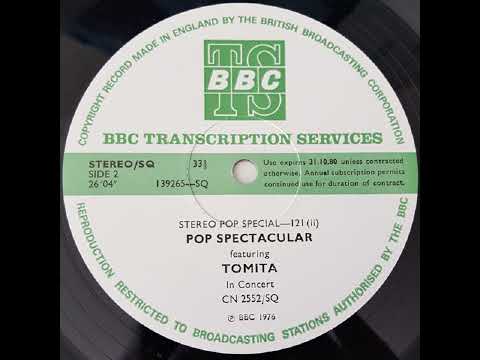 COPYRIGHT RECORD MADE IN ENGLAND BY THE BRITISH BROADCASTING CORPORATION
TS
BBC
BBC TRANSCRIPTION SERVICES
STEREO/SQ 33⅓
SIDE 2
26'04" 139265—SQ
Use expires 31.10.80 unless contracted
otherwise. Annual subscription permits
continued use for duration of contract.
STEREO POP SPECIAL—121 (ii)
POP SPECTACULAR
featuring
TOMITA
In Concert
CN 2552/SQ
℗ BBC 1976
REPRODUCTION RESTRICTED TO BROADCASTING STATIONS AUTHORISED BY THE BBC